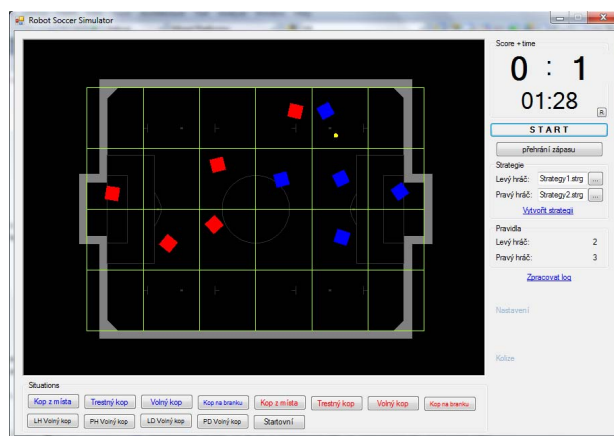 Robot Soccer Simulator
Score + time
0 : 1
01:28
R
START
přehrání zápasu
Strategie
Levý hráč: Strategy1.strg ...
Pravý hráč: Strategy2.strg ...
Vytvořit strategii
Pravidla
Levý hráč: 2
Pravý hráč: 3
Zpracovat log
Nastavení
Kolize
Situations
Kop z místa Trestný kop Volný kop Kop na branku Kop z místa Trestný kop Volný kop Kop na branku
LH Volný kop PH Volný kop LD Volný kop PD Volný kop Startovní